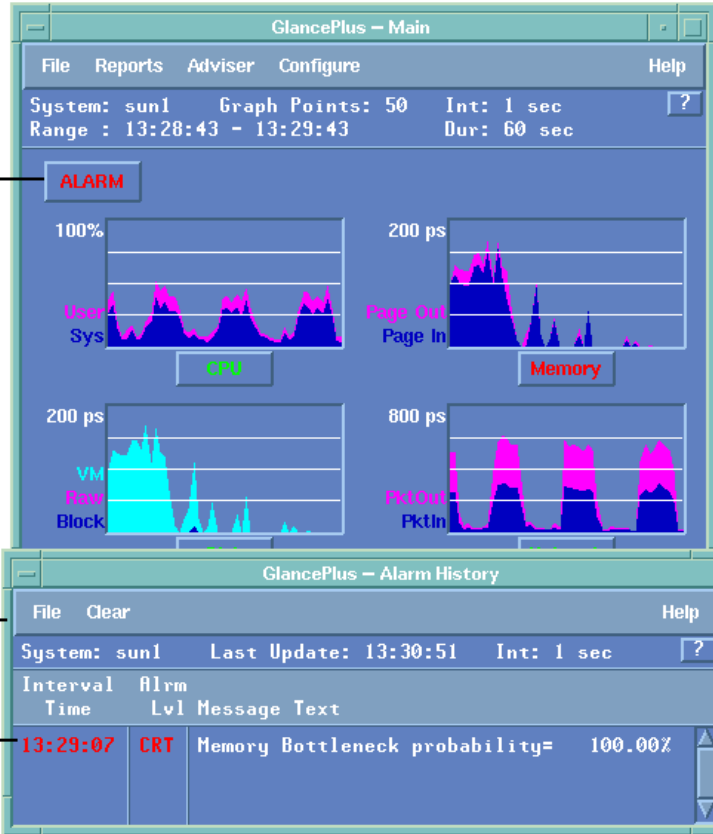 GlancePlus – Main
File Reports Adviser Configure Help
System: sun1 Graph Points: 50 Int: 1 sec ?
Range : 13:28:43 - 13:29:43 Dur: 60 sec
ALARM
100%
User
Sys
CPU
200 ps
Page Out
Page In
Memory
200 ps
VM
Raw
Block
800 ps
PktOut
PktIn
GlancePlus – Alarm History
File Clear Help
System: sun1 Last Update: 13:30:51 Int: 1 sec ?
Interval Alrm
Time Lvl Message Text
13:29:07 CRT Memory Bottleneck probability= 100.00%